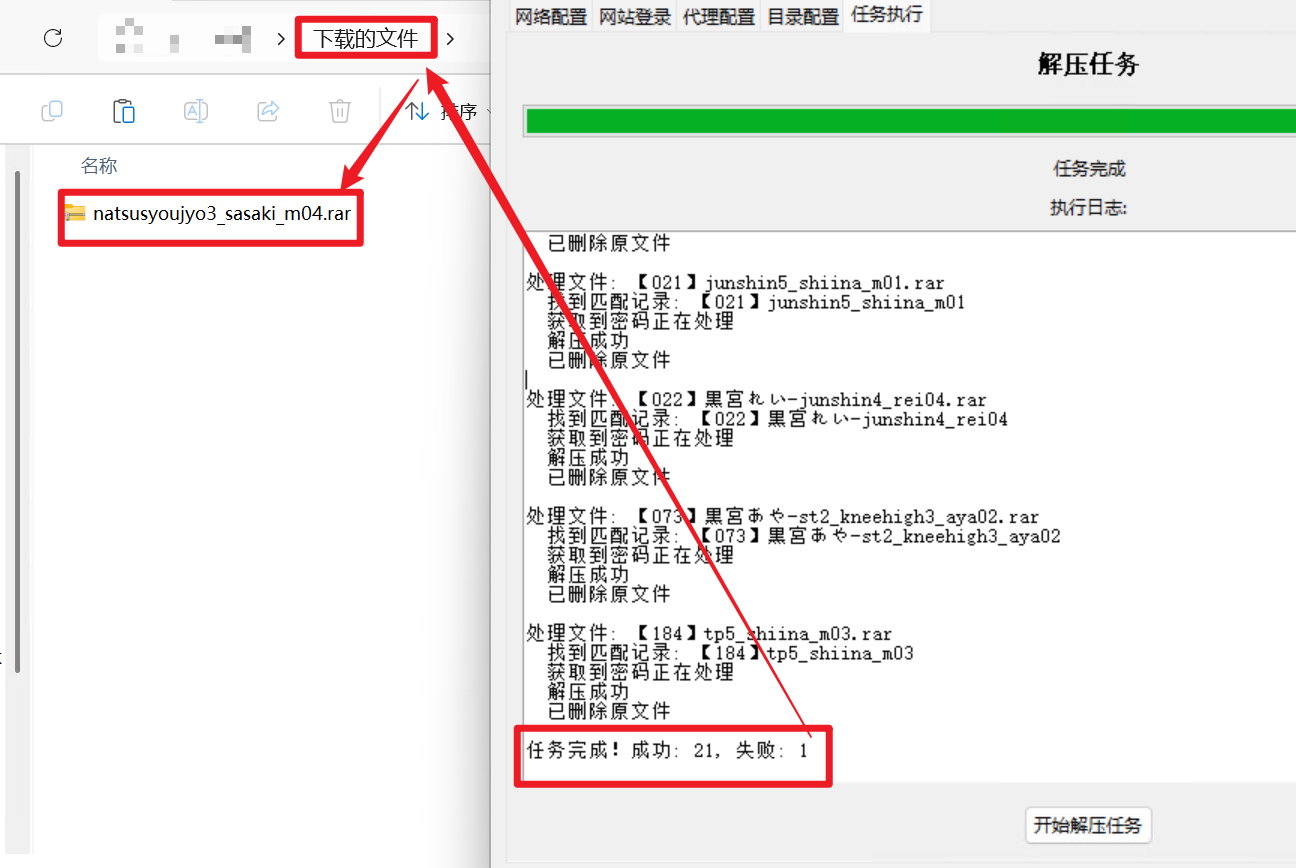 下载的文件
排序
名称
natsusyoujyo3_sasaki_m04.rar
网络配置 网站登录 代理配置 目录配置 任务执行
解压任务
任务完成
执行日志:
已删除原文件
处理文件: 【021】junshin5_shiina_m01.rar
找到匹配记录: 【021】junshin5_shiina_m01
获取到密码正在处理
解压成功
已删除原文件
处理文件: 【022】黒宮れい-junshin4_rei04.rar
找到匹配记录: 【022】黒宮れい-junshin4_rei04
获取到密码正在处理
解压成功
已删除原文件
处理文件: 【073】黒宮あや-st2_kneehigh3_aya02.rar
找到匹配记录: 【073】黒宮あや-st2_kneehigh3_aya02
获取到密码正在处理
解压成功
已删除原文件
处理文件: 【184】tp5_shiina_m03.rar
找到匹配记录: 【184】tp5_shiina_m03
获取到密码正在处理
解压成功
已删除原文件
任务完成! 成功: 21, 失败: 1
开始解压任务